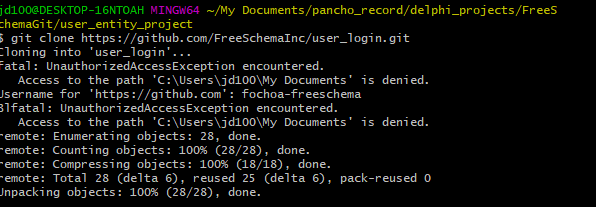 jd100@DESKTOP-16NTOAH MINGW64 ~/My Documents/pancho_record/delphi_projects/FreeS
chemaGit/user_entity_project
$ git clone https://github.com/FreeSchemaInc/user_login.git
Cloning into 'user_login'...
fatal: UnauthorizedAccessException encountered.
   Access to the path 'C:\Users\jd100\My Documents' is denied.
Username for 'https://github.com': fochoa-freeschema
3lfatal: UnauthorizedAccessException encountered.
   Access to the path 'C:\Users\jd100\My Documents' is denied.
remote: Enumerating objects: 28, done.
remote: Counting objects: 100% (28/28), done.
remote: Compressing objects: 100% (18/18), done.
remote: Total 28 (delta 6), reused 25 (delta 6), pack-reused 0
Unpacking objects: 100% (28/28), done.